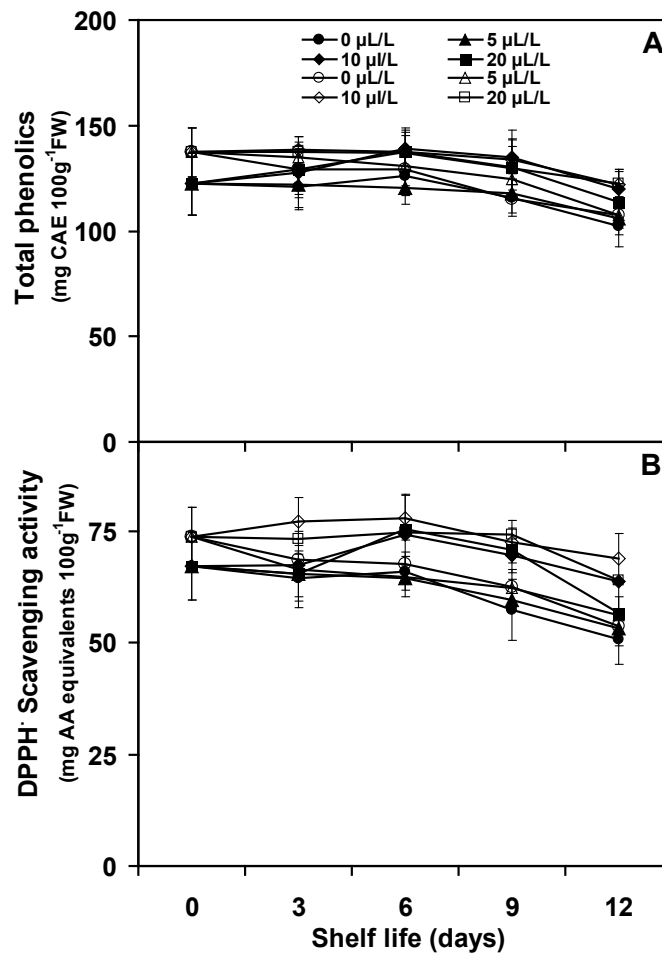 A
0 µL/L 5 µL/L
10 µl/L 20 µL/L
0 µL/L 5 µL/L
10 µl/L 20 µL/L
200
150
100
50
0
Total phenolics
(mg CAE 100g⁻¹FW)
B
75
50
25
0
DPPH· Scavenging activity
(mg AA equivalents 100g⁻¹FW)
0 3 6 9 12
Shelf life (days)